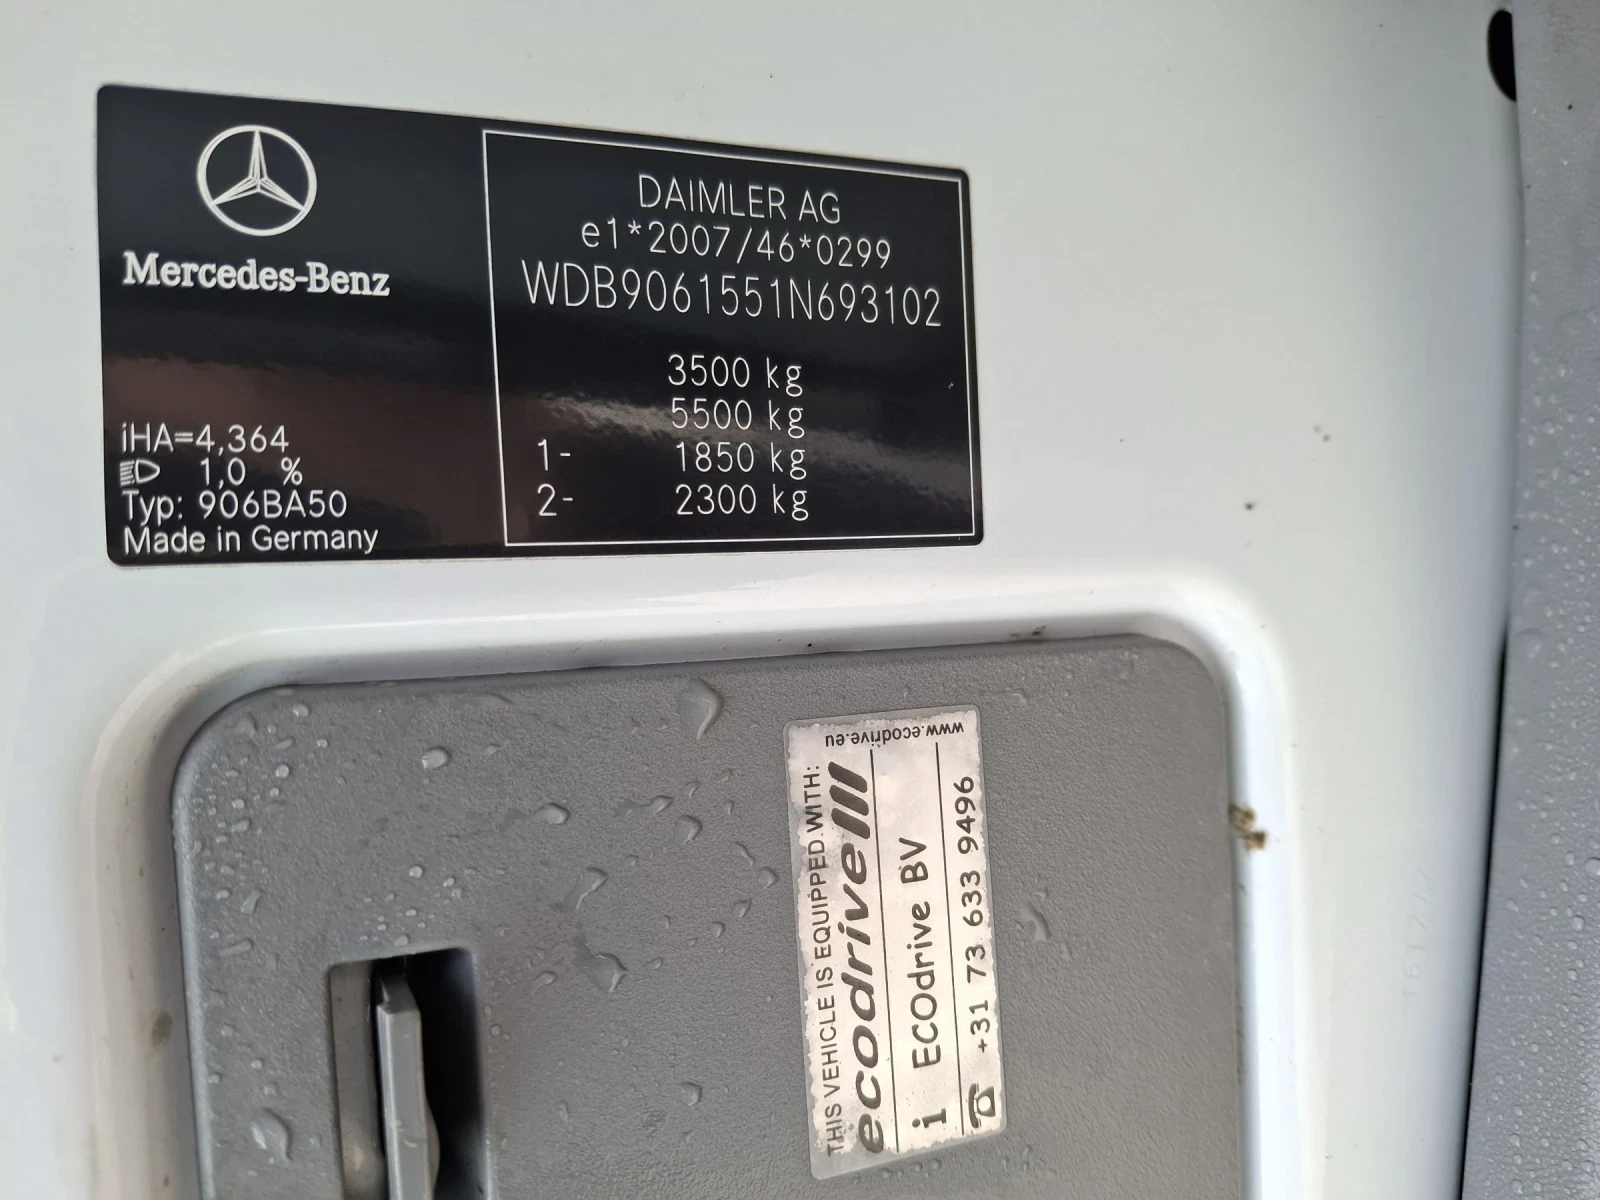 Mercedes-Benz
iHA=4,364
1,0 %
Typ: 906BA50
Made in Germany
DAIMLER AG
e1*2007/46*0299
WDB9061551N693102
3500 kg
5500 kg
1- 1850 kg
2- 2300 kg
THIS VEHICLE IS EQUIPPED WITH:
ecodrive
www.ecodrive.eu
i ECOdrive BV
☎ +31 73 633 9496